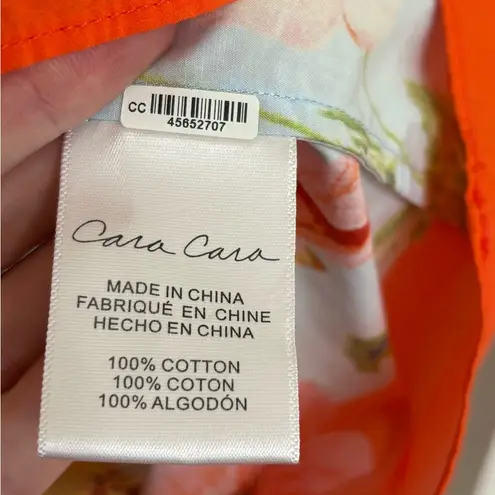 CC
45652707
Cara Cara
MADE IN CHINA
FABRIQUÉ EN CHINE
HECHO EN CHINA
100% COTTON
100% COTON
100% ALGODÓN